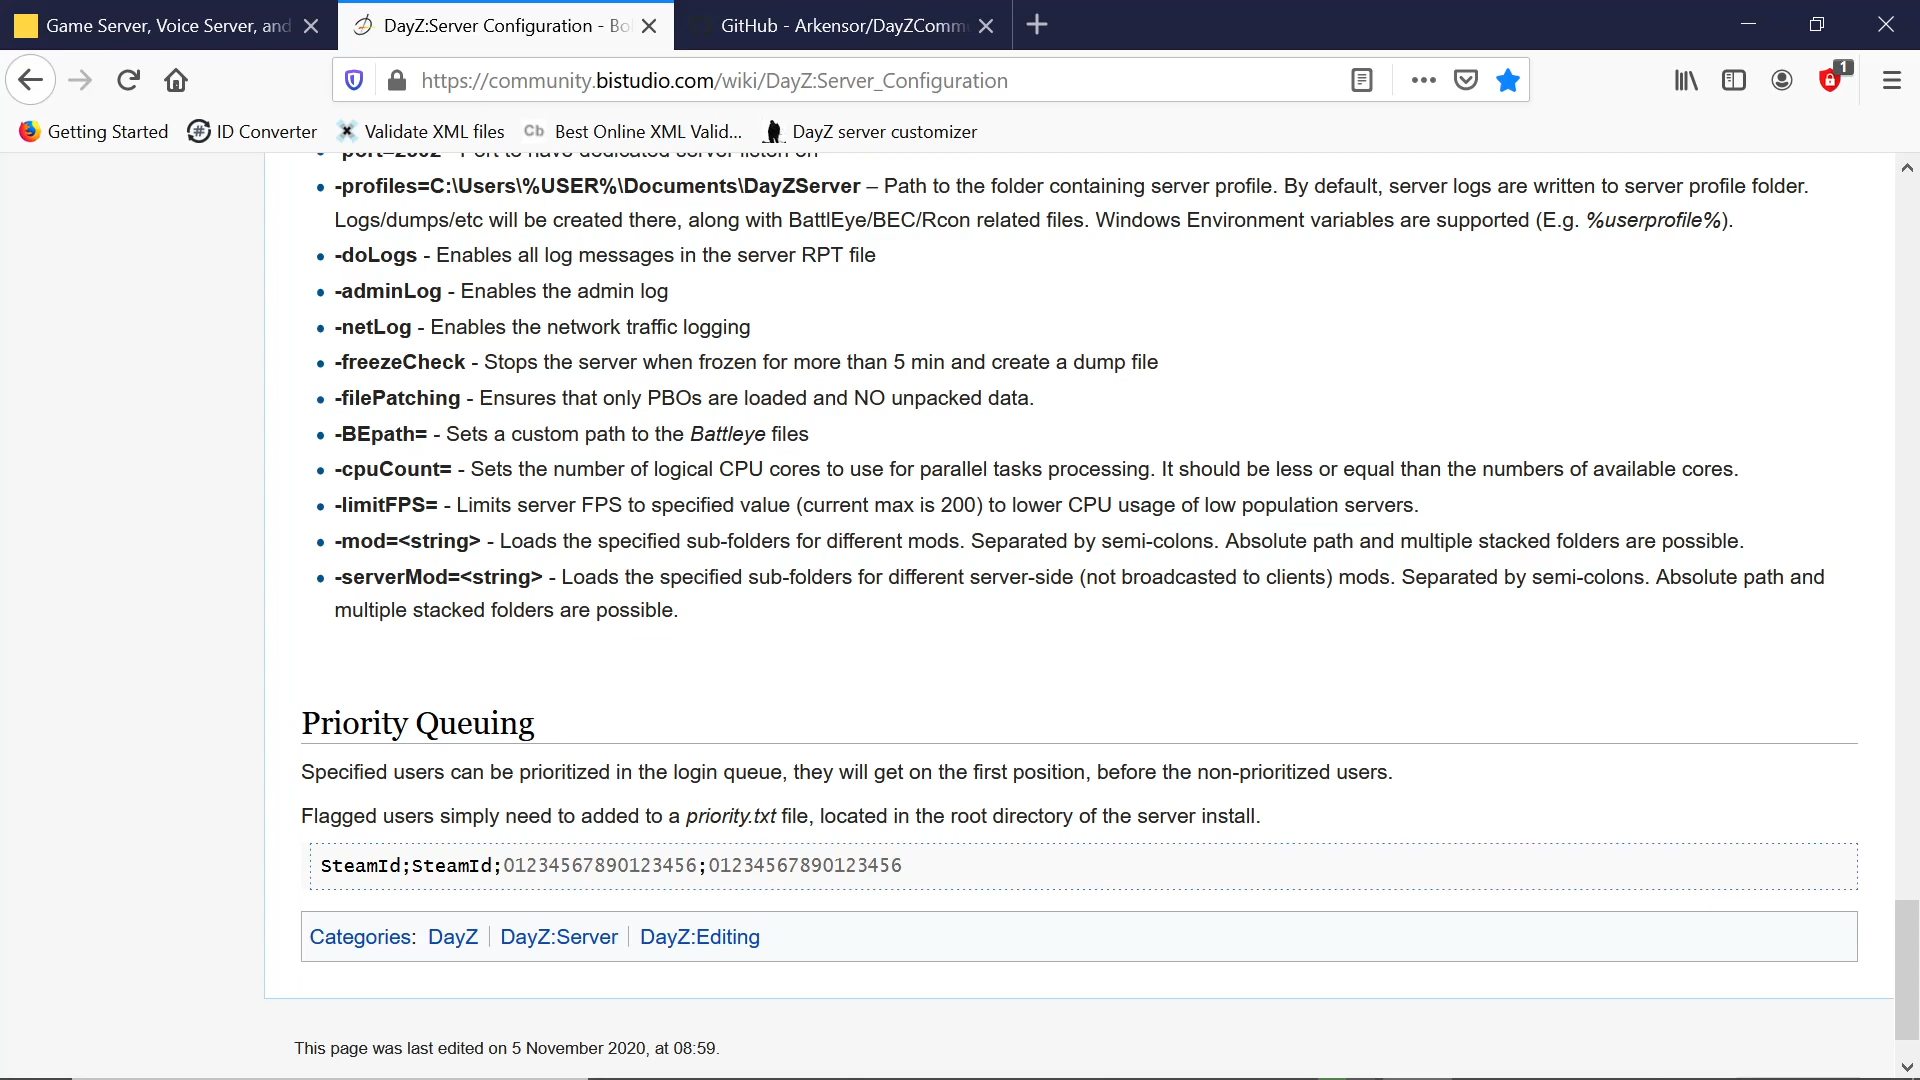 Game Server, Voice Server, and
DayZ:Server Configuration - Bo
GitHub - Arkensor/DayZComm
https://community.bistudio.com/wiki/DayZ:Server_Configuration
1
Getting Started
ID Converter
Validate XML files
Cb Best Online XML Valid...
DayZ server customizer
-port=2302 - Port to have dedicated server listen on
-profiles=C:\Users\%USER%\Documents\DayZServer – Path to the folder containing server profile. By default, server logs are written to server profile folder.
Logs/dumps/etc will be created there, along with BattlEye/BEC/Rcon related files. Windows Environment variables are supported (E.g. %userprofile%).
-doLogs - Enables all log messages in the server RPT file
-adminLog - Enables the admin log
-netLog - Enables the network traffic logging
-freezeCheck - Stops the server when frozen for more than 5 min and create a dump file
-filePatching - Ensures that only PBOs are loaded and NO unpacked data.
-BEpath= - Sets a custom path to the Battleye files
-cpuCount= - Sets the number of logical CPU cores to use for parallel tasks processing. It should be less or equal than the numbers of available cores.
-limitFPS= - Limits server FPS to specified value (current max is 200) to lower CPU usage of low population servers.
-mod=<string> - Loads the specified sub-folders for different mods. Separated by semi-colons. Absolute path and multiple stacked folders are possible.
-serverMod=<string> - Loads the specified sub-folders for different server-side (not broadcasted to clients) mods. Separated by semi-colons. Absolute path and
multiple stacked folders are possible.
Priority Queuing
Specified users can be prioritized in the login queue, they will get on the first position, before the non-prioritized users.
Flagged users simply need to added to a priority.txt file, located in the root directory of the server install.
SteamId;SteamId;01234567890123456;01234567890123456
Categories: DayZ | DayZ:Server | DayZ:Editing
This page was last edited on 5 November 2020, at 08:59.